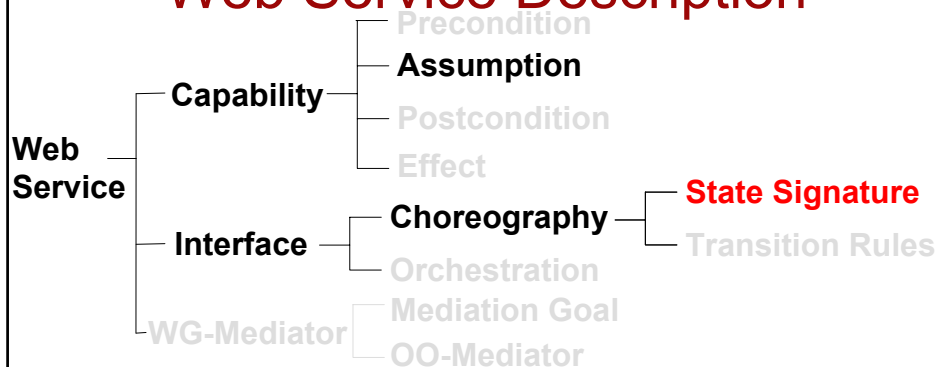 Web Service Description
Precondition
Assumption
Capability
Postcondition
Web
Service
Effect
State Signature
Choreography
Interface
Transition Rules
Orchestration
Mediation Goal
WG-Mediator
OO-Mediator